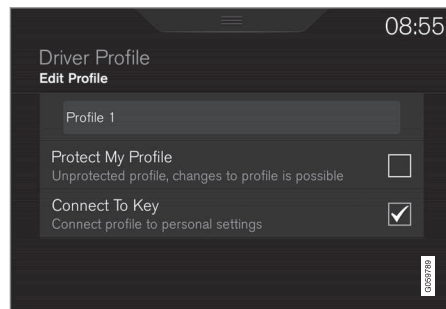 08:55
Driver Profile
Edit Profile
Profile 1
Protect My Profile
Unprotected profile, changes to profile is possible
Connect To Key
Connect profile to personal settings
G059789